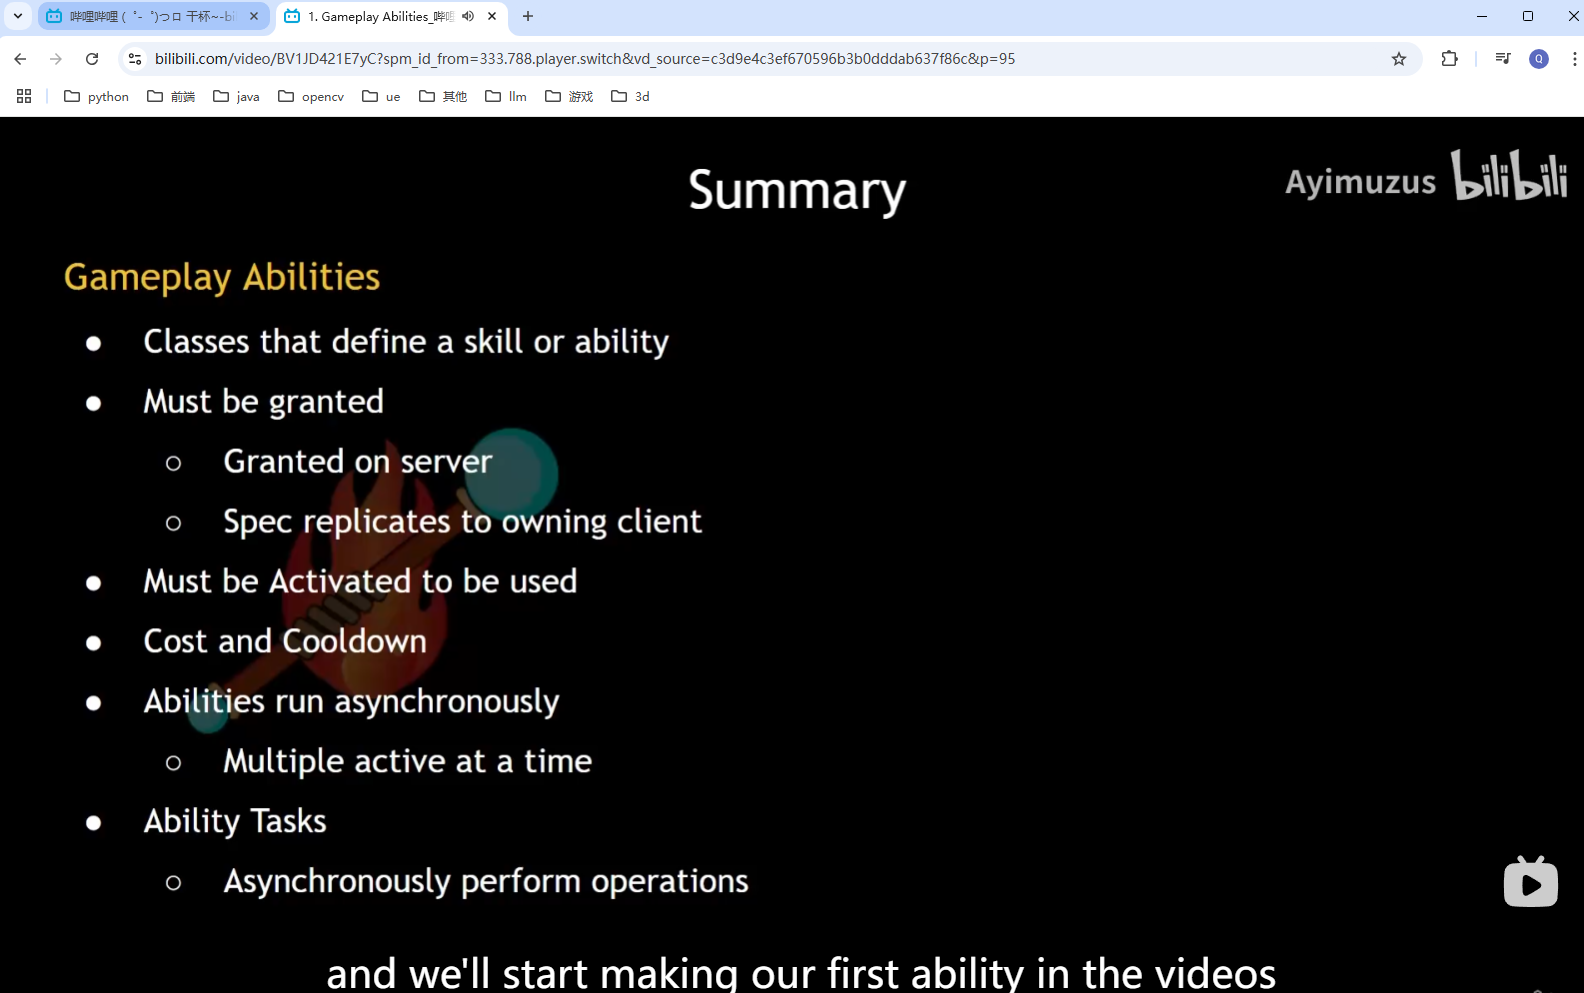 哔哩哔哩 (゜-゜)つロ 干杯~-bi
1. Gameplay Abilities_哔哩
bilibili.com/video/BV1JD421E7yC?spm_id_from=333.788.player.switch&vd_source=c3d9e4c3ef670596b3b0dddab637f86c&p=95
Q
python
前端
java
opencv
ue
其他
llm
游戏
3d
Summary
Ayimuzus bilibili
Gameplay Abilities
● Classes that define a skill or ability
● Must be granted
○ Granted on server
○ Spec replicates to owning client
● Must be Activated to be used
● Cost and Cooldown
● Abilities run asynchronously
○ Multiple active at a time
● Ability Tasks
○ Asynchronously perform operations
and we'll start making our first ability in the videos